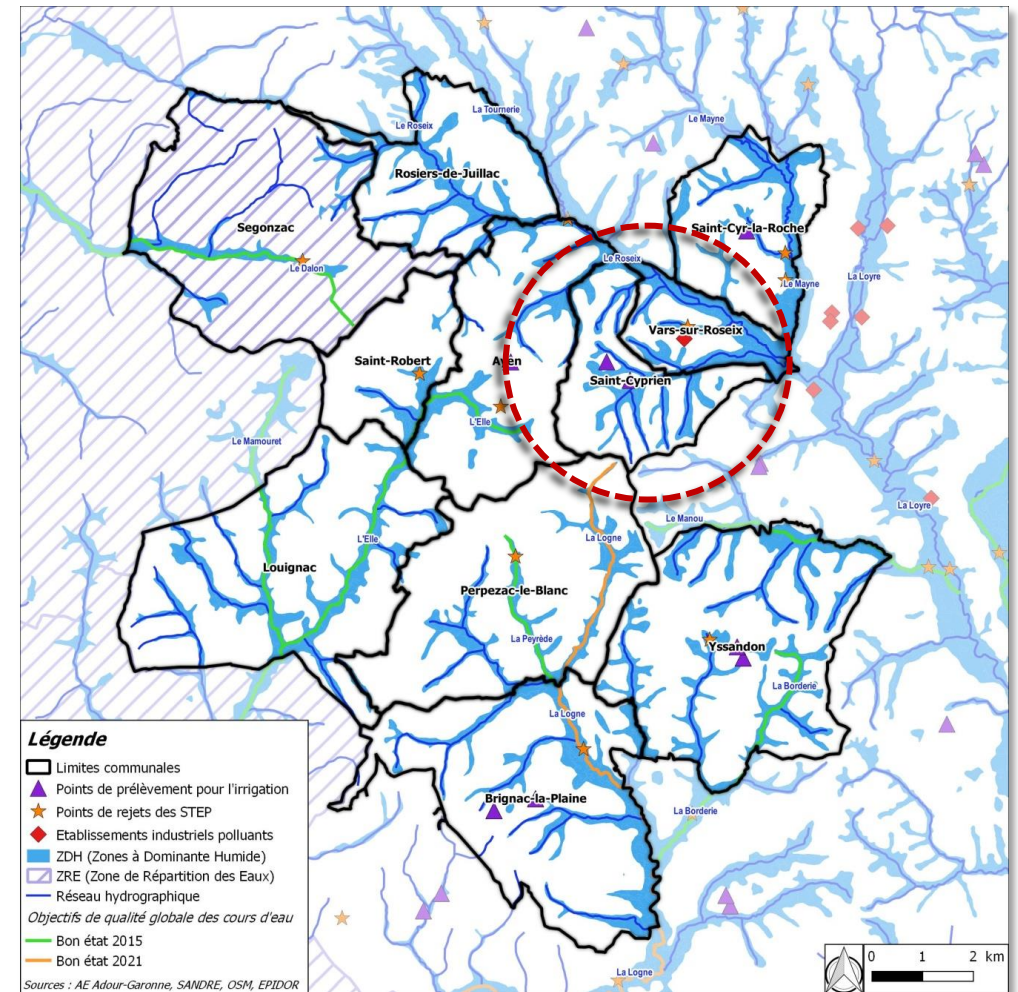 La Tournerie
Le Roseix
Le Mayne
Rosiers-de-Juillac
Segonzac
Saint-Cyr-la-Roche
Le Roseix
Le Dalon
La Loyre
Le Mayne
Vars-sur-Roseix
Saint-Robert
Ayen
Saint-Cyprien
L'Elle
Le Mamouret
La Loyre
Le Manou
L'Elle
La Logne
Louignac
Perpezac-le-Blanc
La Peyrède
Yssandon
La Borderie
La Logne
Brignac-la-Plaine
La Borderie
La Logne
Légende
Limites communales
Points de prélèvement pour l'irrigation
Points de rejets des STEP
Etablissements industriels polluants
ZDH (Zones à Dominante Humide)
ZRE (Zone de Répartition des Eaux)
Réseau hydrographique
Objectifs de qualité globale des cours d'eau
Bon état 2015
Bon état 2021
Sources : AE Adour-Garonne, SANDRE, OSM, EPIDOR
0 1 2 km